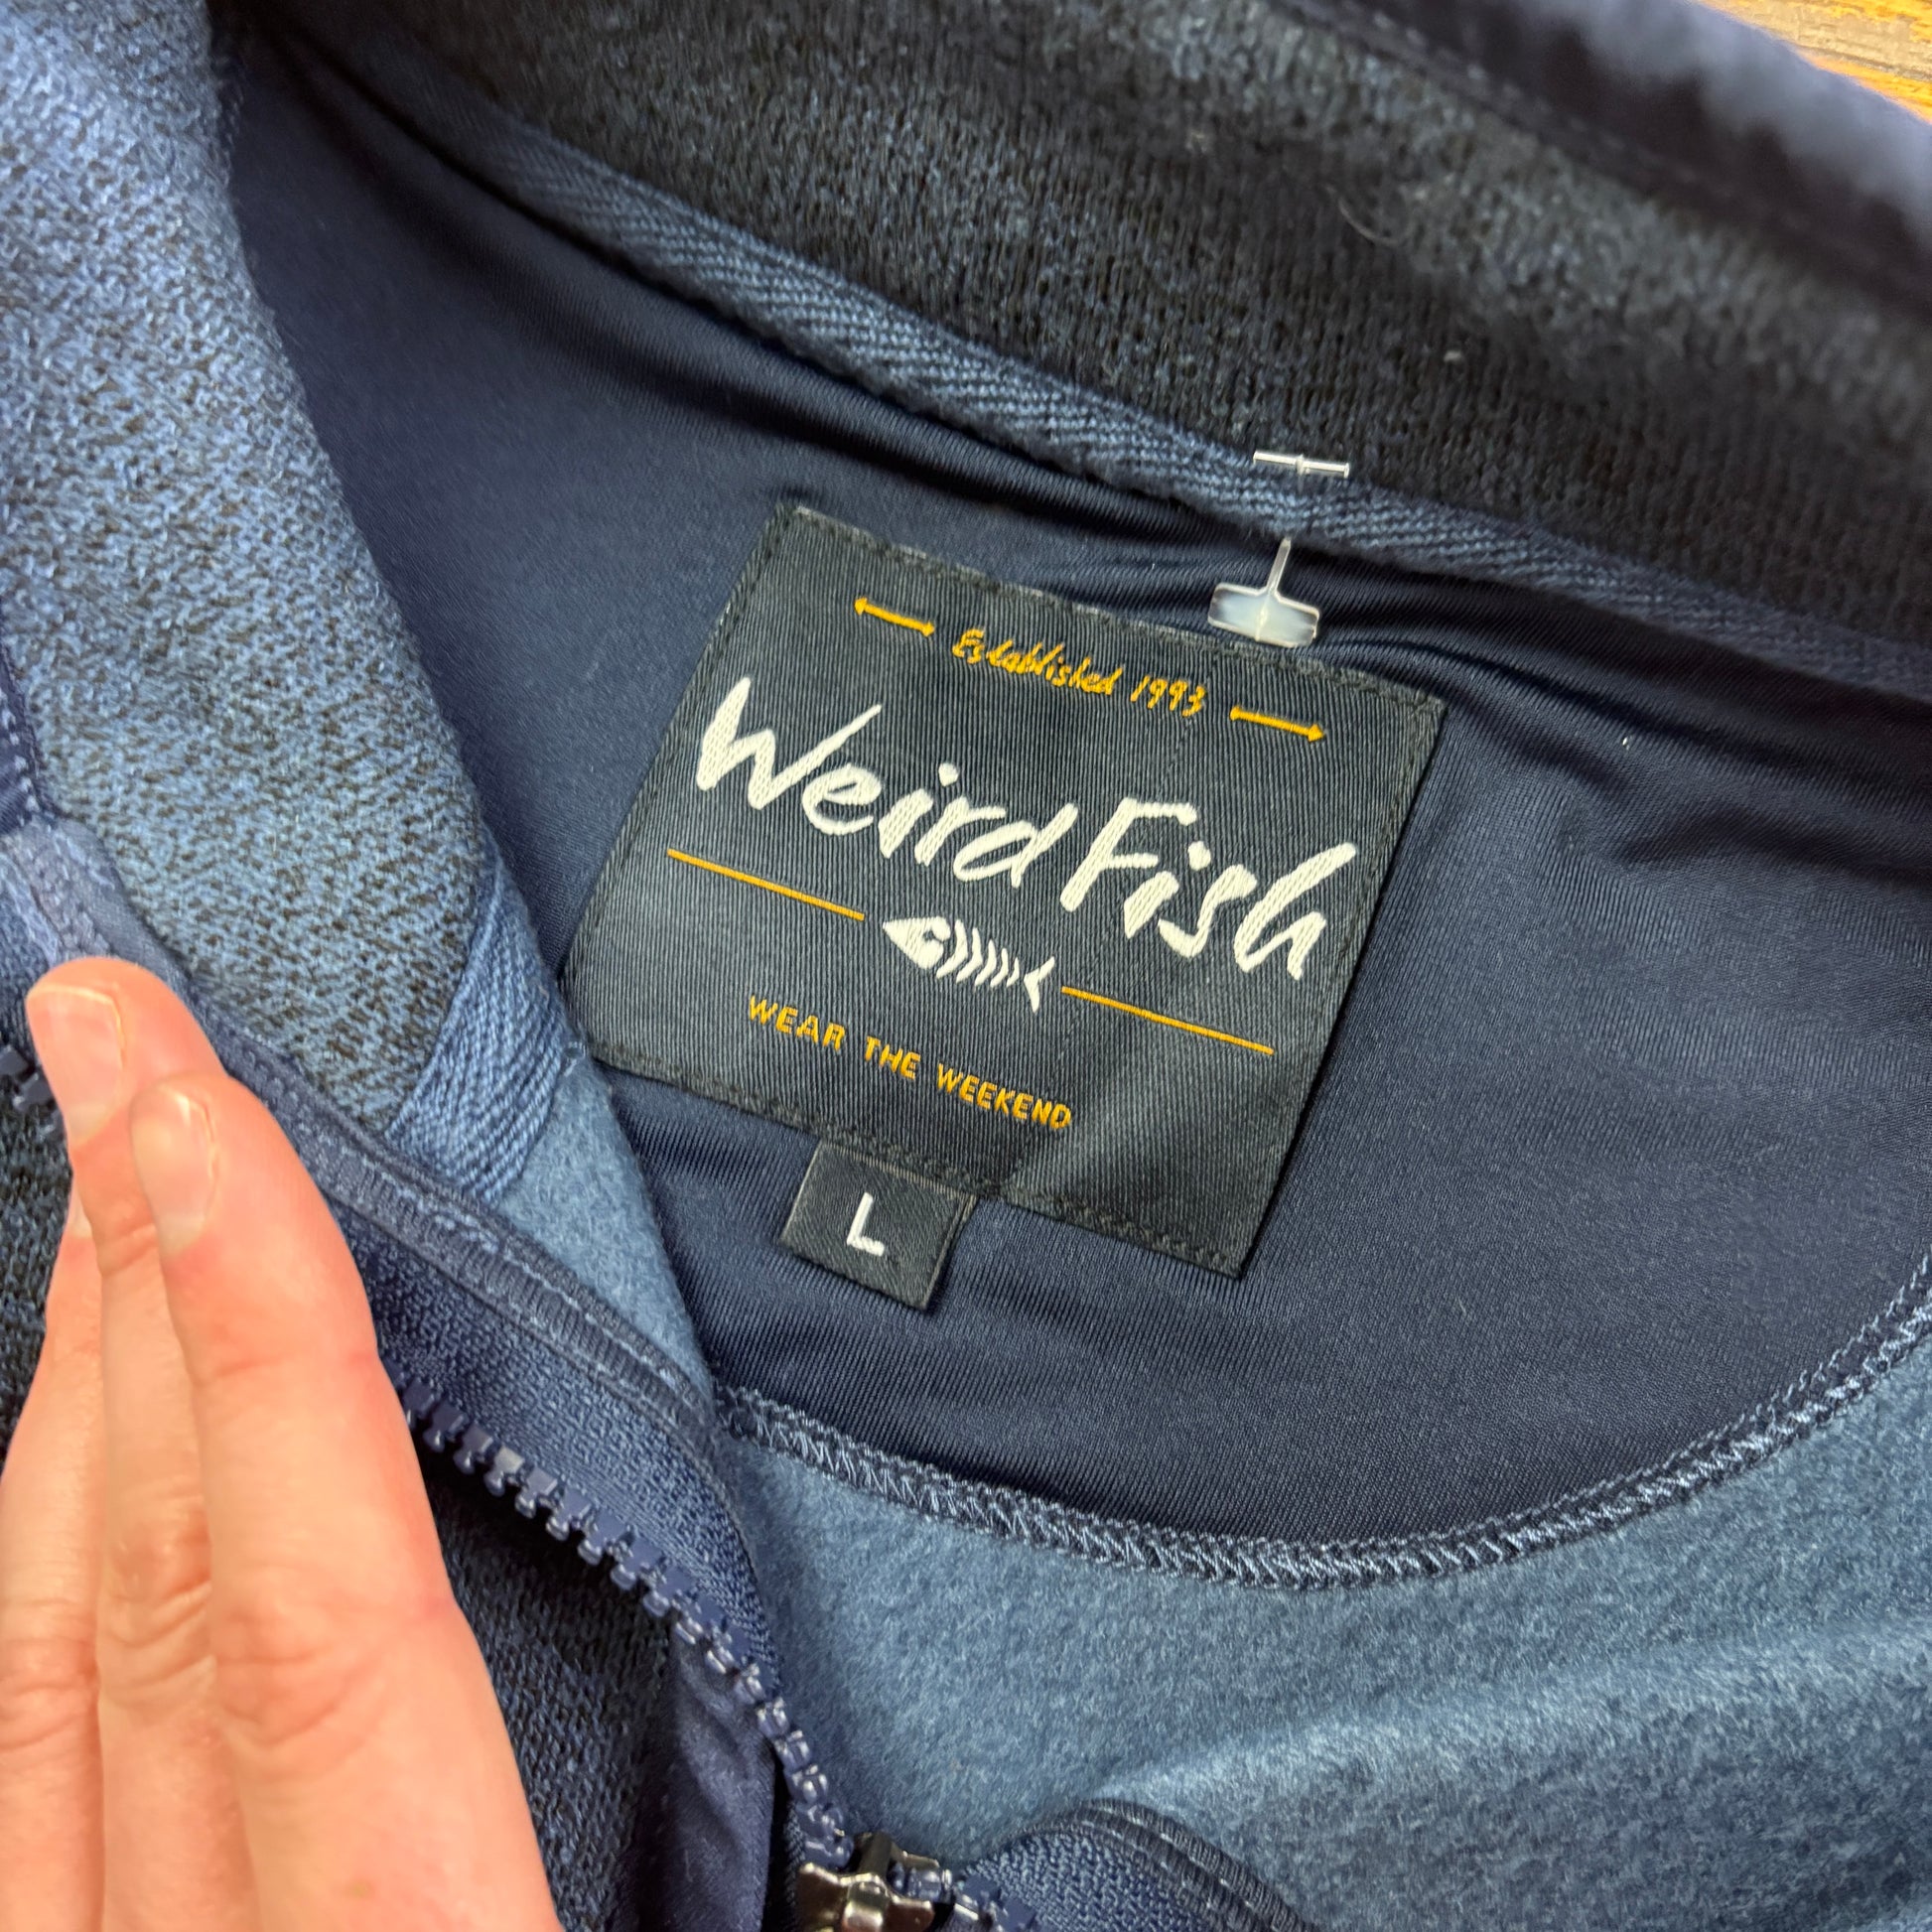 Established 1993
Weird Fish
WEAR THE WEEKEND
L